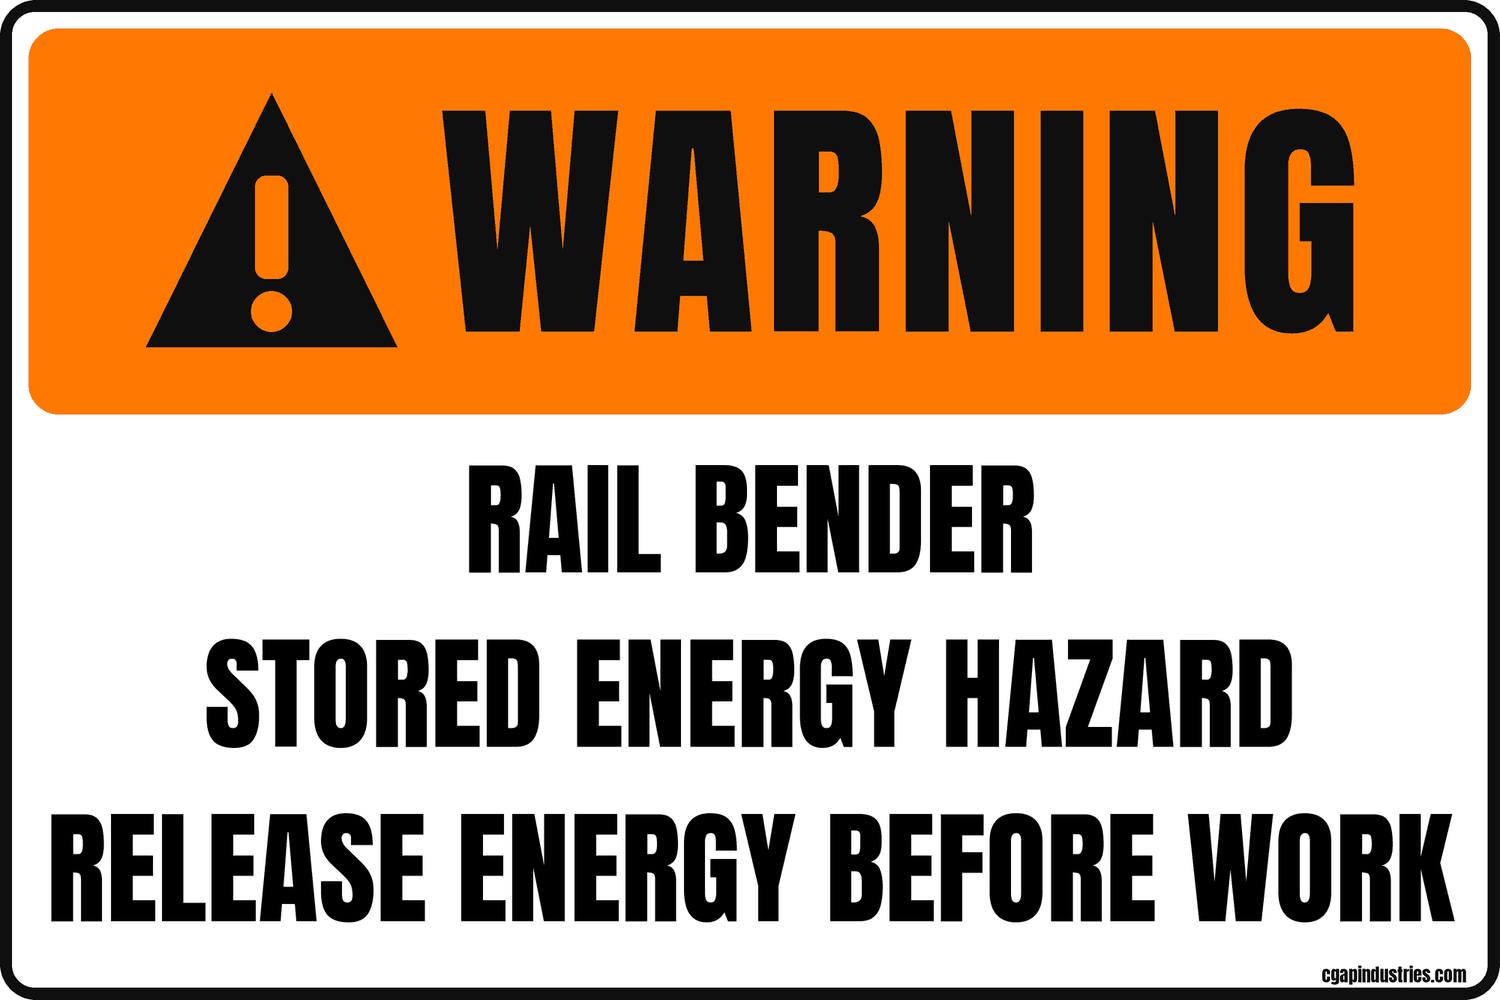 WARNING
RAIL BENDER
STORED ENERGY HAZARD
RELEASE ENERGY BEFORE WORK
cgapindustries.com